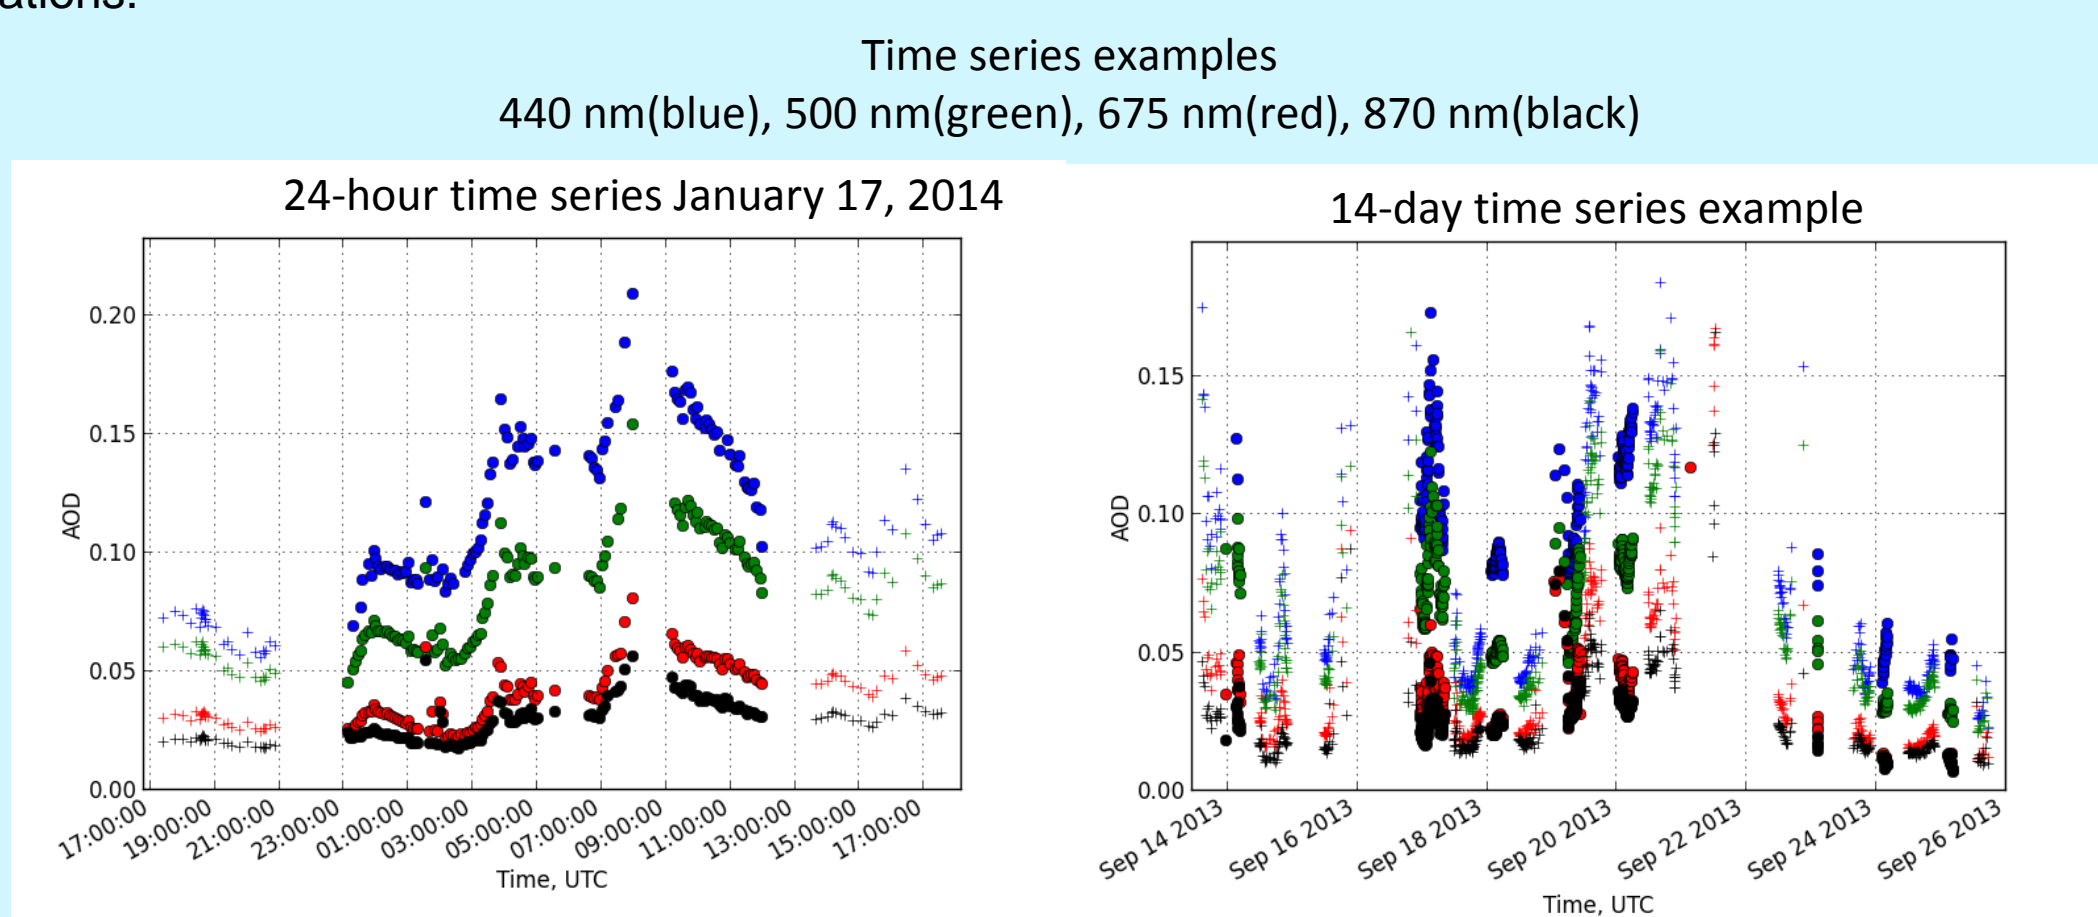 ations.
Time series examples
440 nm(blue), 500 nm(green), 675 nm(red), 870 nm(black)
24-hour time series January 17, 2014
0.20
0.15
0.10
0.05
0.00
AOD
17:00:00
19:00:00
21:00:00
23:00:00
01:00:00
03:00:00
05:00:00
07:00:00
09:00:00
11:00:00
13:00:00
15:00:00
17:00:00
Time, UTC
14-day time series example
0.15
0.10
0.05
0.00
AOD
Sep 14 2013
Sep 16 2013
Sep 18 2013
Sep 20 2013
Sep 22 2013
Sep 24 2013
Sep 26 2013
Time, UTC